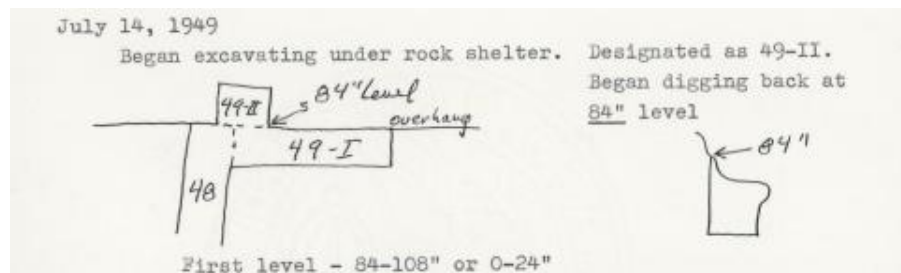 July 14, 1949
Began excavating under rock shelter. Designated as 49-II.
Began digging back at
84" level
49-II
84" Level
overhang
49-I
84"
48
First level - 84-108" or 0-24"